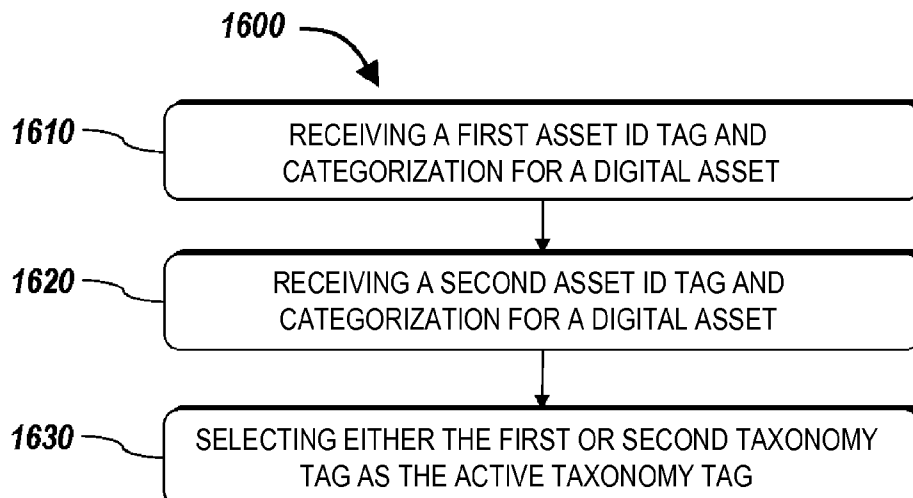 1600
1610
RECEIVING A FIRST ASSET ID TAG AND
CATEGORIZATION FOR A DIGITAL ASSET
1620
RECEIVING A SECOND ASSET ID TAG AND
CATEGORIZATION FOR A DIGITAL ASSET
1630
SELECTING EITHER THE FIRST OR SECOND TAXONOMY
TAG AS THE ACTIVE TAXONOMY TAG